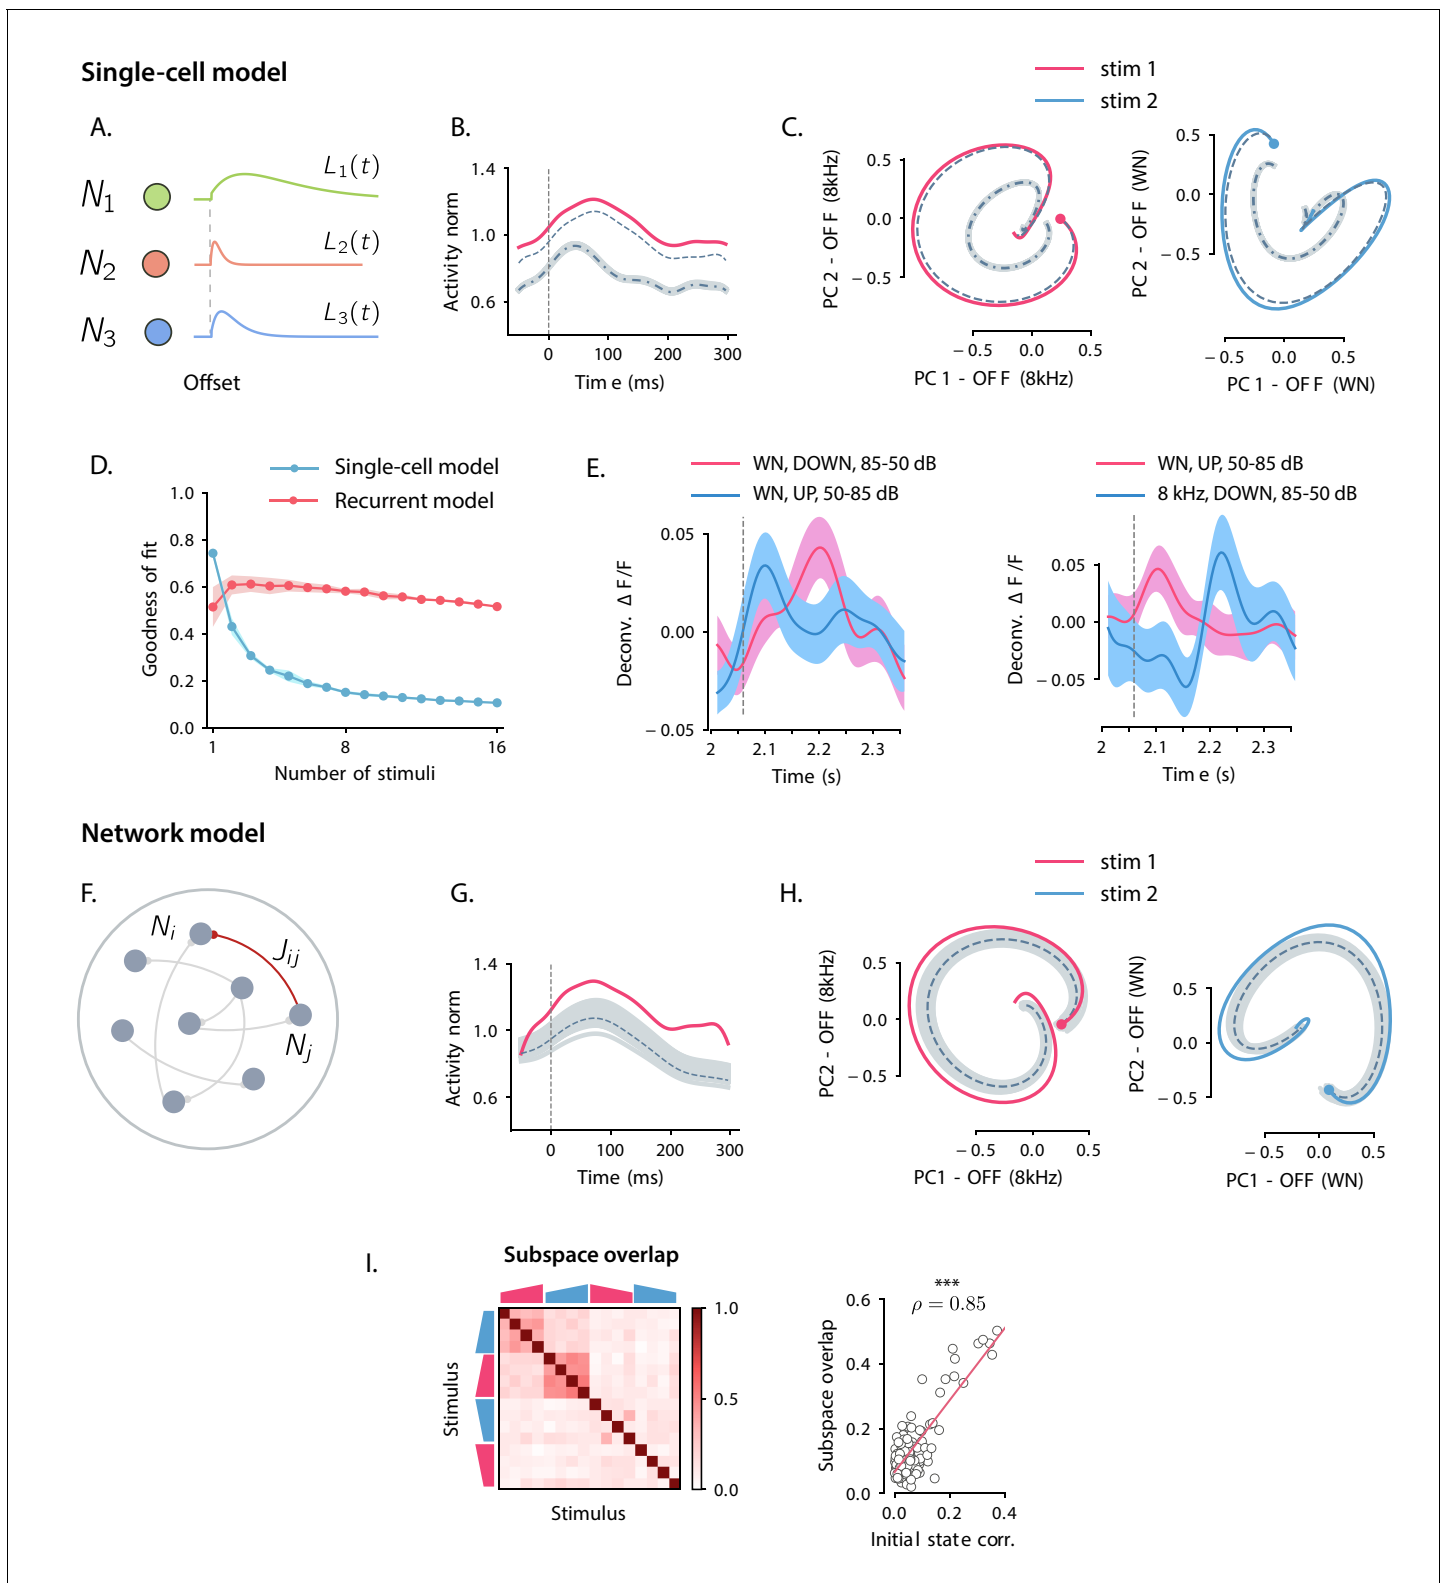 Single-cell model
stim 1
stim 2
A.
N1
L1(t)
N2
L2(t)
N3
L3(t)
Offset
B.
Activity norm
1.4
1.0
0.6
0 100 200 300
Time (ms)
C.
PC 2 - OFF (8kHz)
0.5
0.0
−0.5
−0.5 0.0 0.5
PC 1 - OFF (8kHz)
PC 2 - OFF (WN)
0.5
0.0
−0.5
−0.5 0.0 0.5
PC 1 - OFF (WN)
D.
Single-cell model
Recurrent model
Goodness of fit
1.0
0.8
0.6
0.4
0.2
0.0
1 8 16
Number of stimuli
E.
WN, DOWN, 85-50 dB
WN, UP, 50-85 dB
Deconv. Δ F/F
0.05
0.00
−0.05
2 2.1 2.2 2.3
Time (s)
WN, UP, 50-85 dB
8 kHz, DOWN, 85-50 dB
Deconv. Δ F/F
0.05
0.00
−0.05
2 2.1 2.2 2.3
Time (s)
Network model
stim 1
stim 2
F.
Ni
Jij
Nj
G.
Activity norm
1.4
1.0
0.6
0 100 200 300
Time (ms)
H.
PC2 - OFF (8kHz)
0.5
0.0
−0.5
−0.5 0.0 0.5
PC1 - OFF (8kHz)
PC2 - OFF (WN)
0.5
0.0
−0.5
−0.5 0.0 0.5
PC1 - OFF (WN)
I.
Subspace overlap
Stimulus
Stimulus
1.0
0.5
0.0
***
ρ = 0.85
Subspace overlap
0.6
0.4
0.2
0.0
0.0 0.2 0.4
Initial state corr.